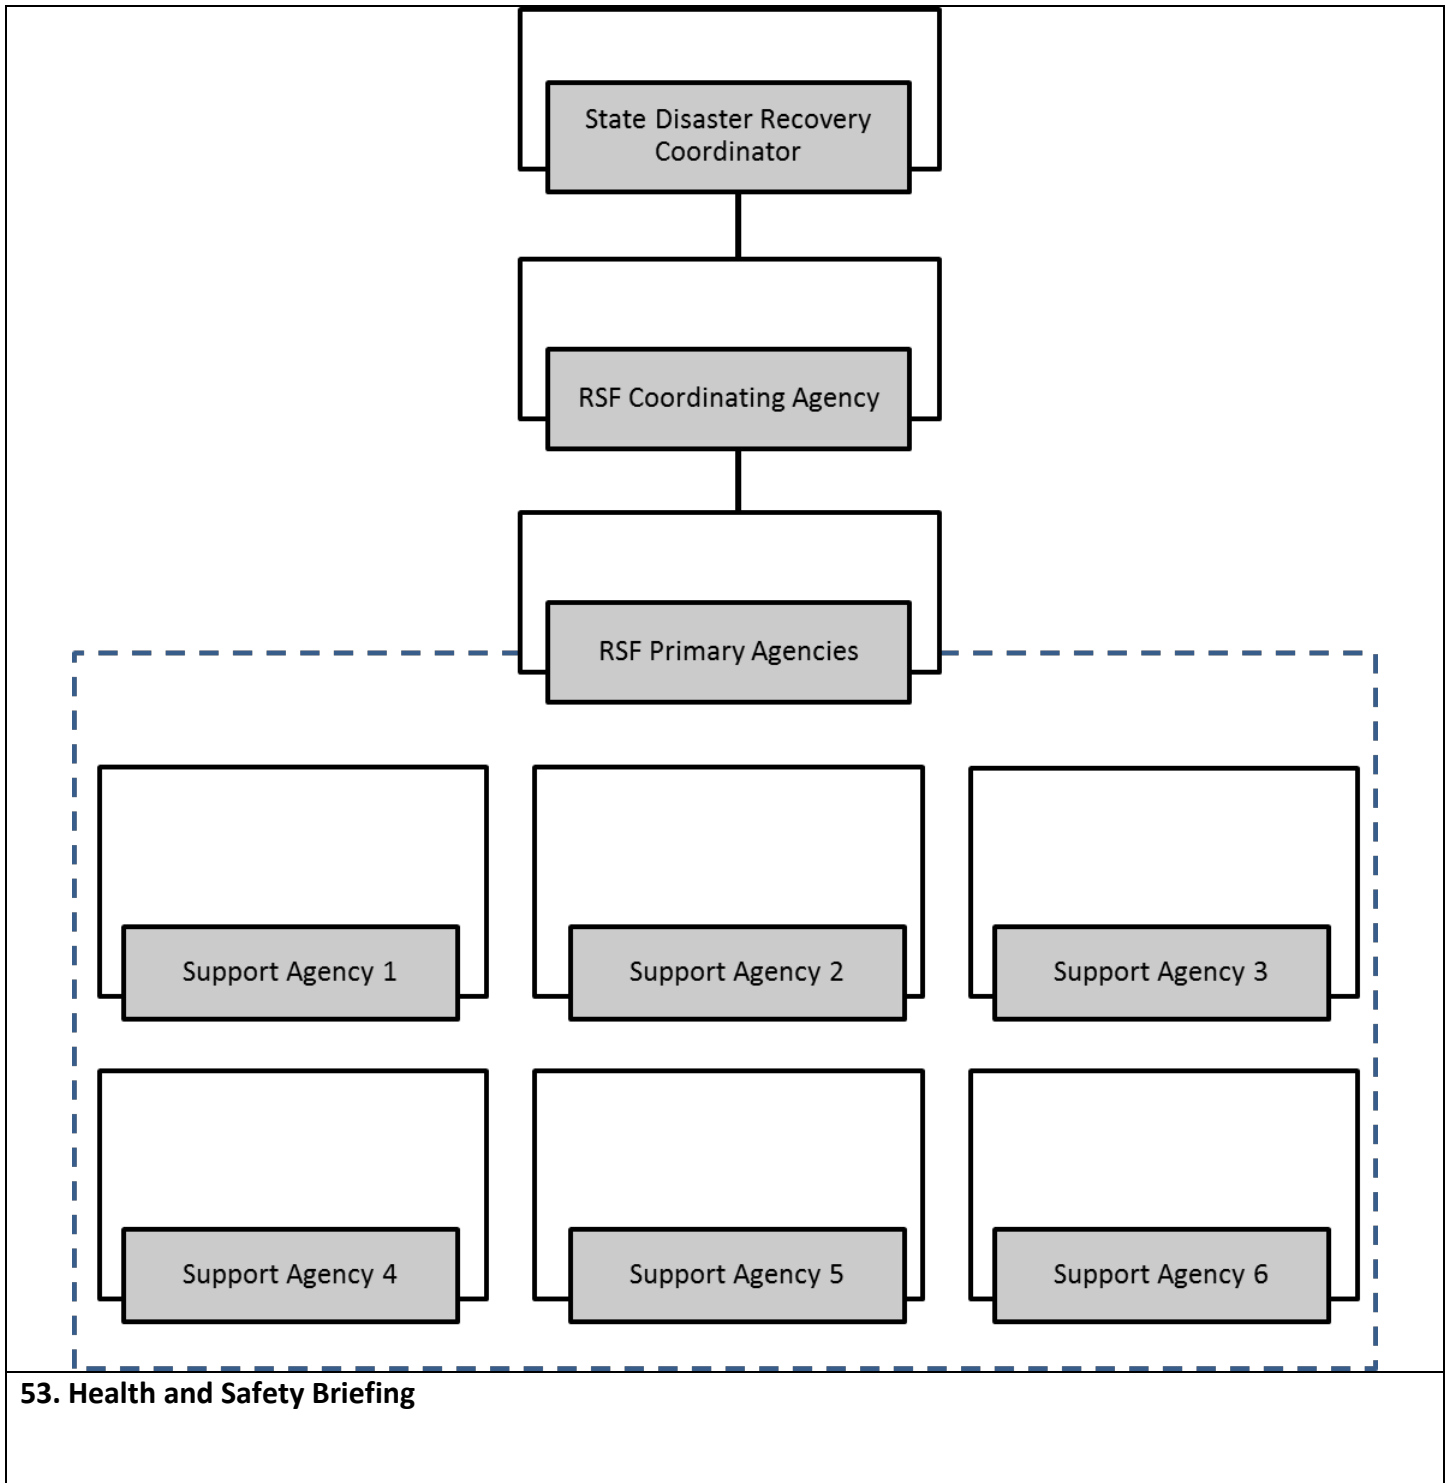 State Disaster Recovery
Coordinator
RSF Coordinating Agency
RSF Primary Agencies
Support Agency 1
Support Agency 2
Support Agency 3
Support Agency 4
Support Agency 5
Support Agency 6
53. Health and Safety Briefing